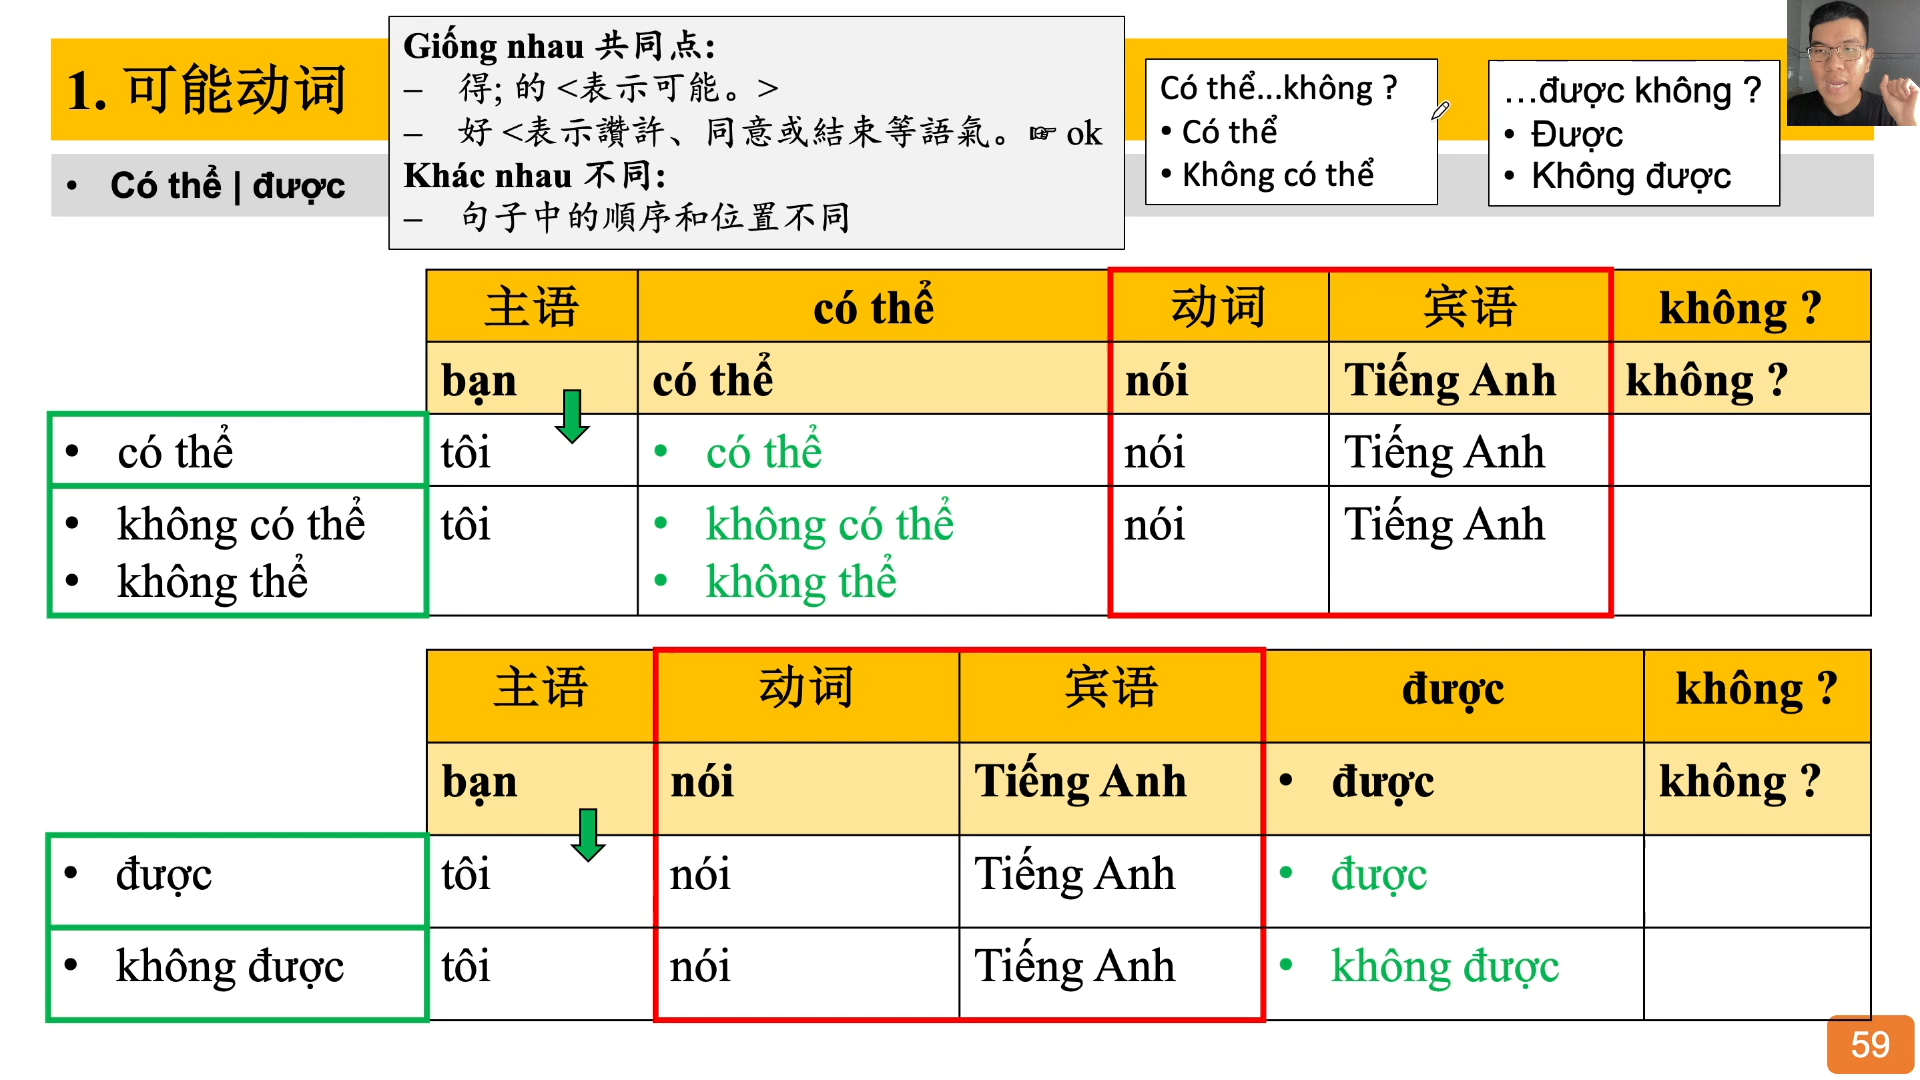 1. 可能动词
• Có thể | được
Giống nhau 共同点:
– 得; 的 <表示可能。>
– 好 <表示讚許、同意或結束等語氣。☞ ok
Khác nhau 不同:
– 句子中的順序和位置不同
Có thể...không ?
• Có thể
• Không có thể
...được không ?
• Được
• Không được
主语 có thể 动词 宾语 không ?
bạn có thể nói Tiếng Anh không ?
• có thể tôi • có thể nói Tiếng Anh
• không có thể tôi • không có thể nói Tiếng Anh
• không thể • không thể
主语 动词 宾语 được không ?
bạn nói Tiếng Anh • được không ?
• được tôi nói Tiếng Anh • được
• không được tôi nói Tiếng Anh • không được
59